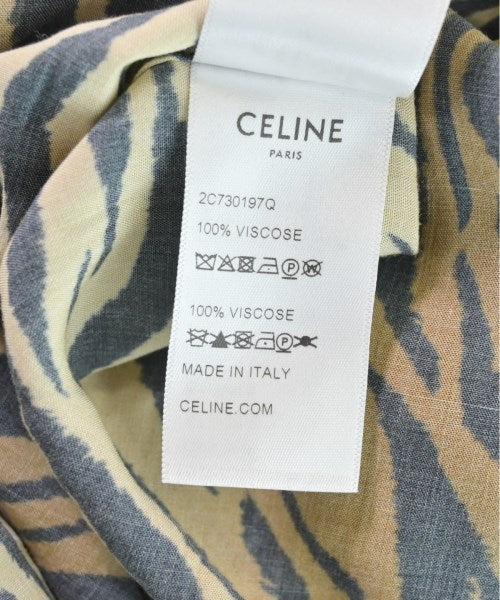 CELINE
PARIS
2C730197Q
100% VISCOSE
100% VISCOSE
MADE IN ITALY
CELINE.COM